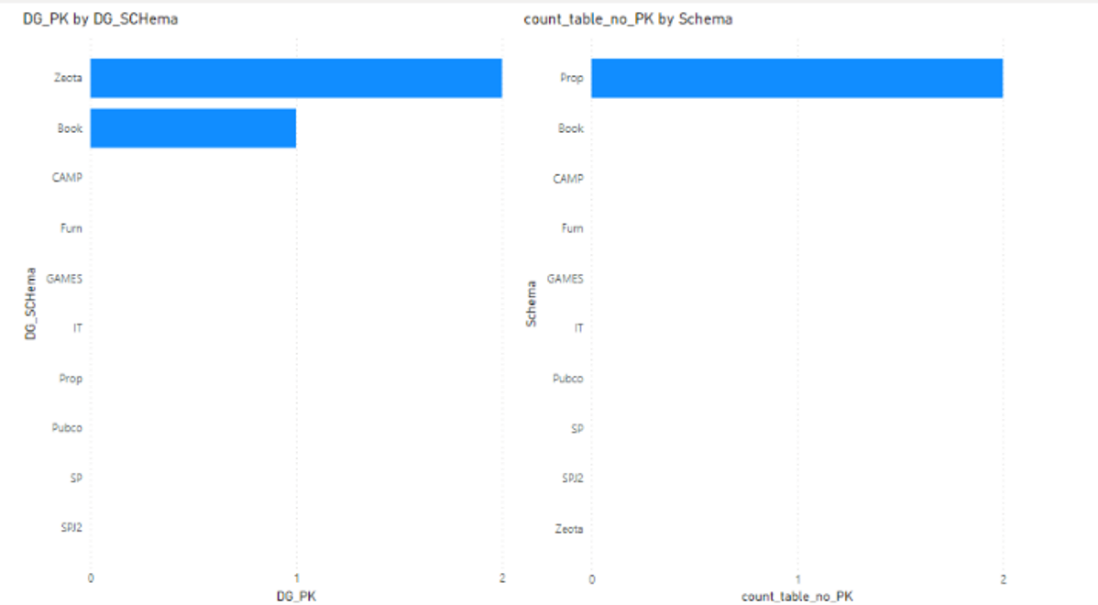 DG_PK by DG_SCHema
Zeota
Book
CAMP
Furn
GAMES
IT
Prop
Pubco
SP
SPJ2
DG_SCHema
0 1 2
DG_PK
count_table_no_PK by Schema
Prop
Book
CAMP
Furn
GAMES
IT
Pubco
SP
SPJ2
Zeota
Schema
0 1 2
count_table_no_PK